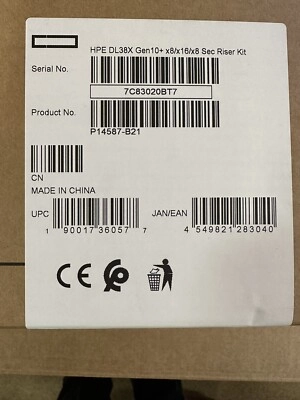 HPE DL38X Gen10+ x8/x16/x8 Sec Riser Kit
Serial No.
7C83020BT7
Product No.
P14587-B21
CN
MADE IN CHINA
UPC
1 90017 36057 7
JAN/EAN
4 549821 283040
CE